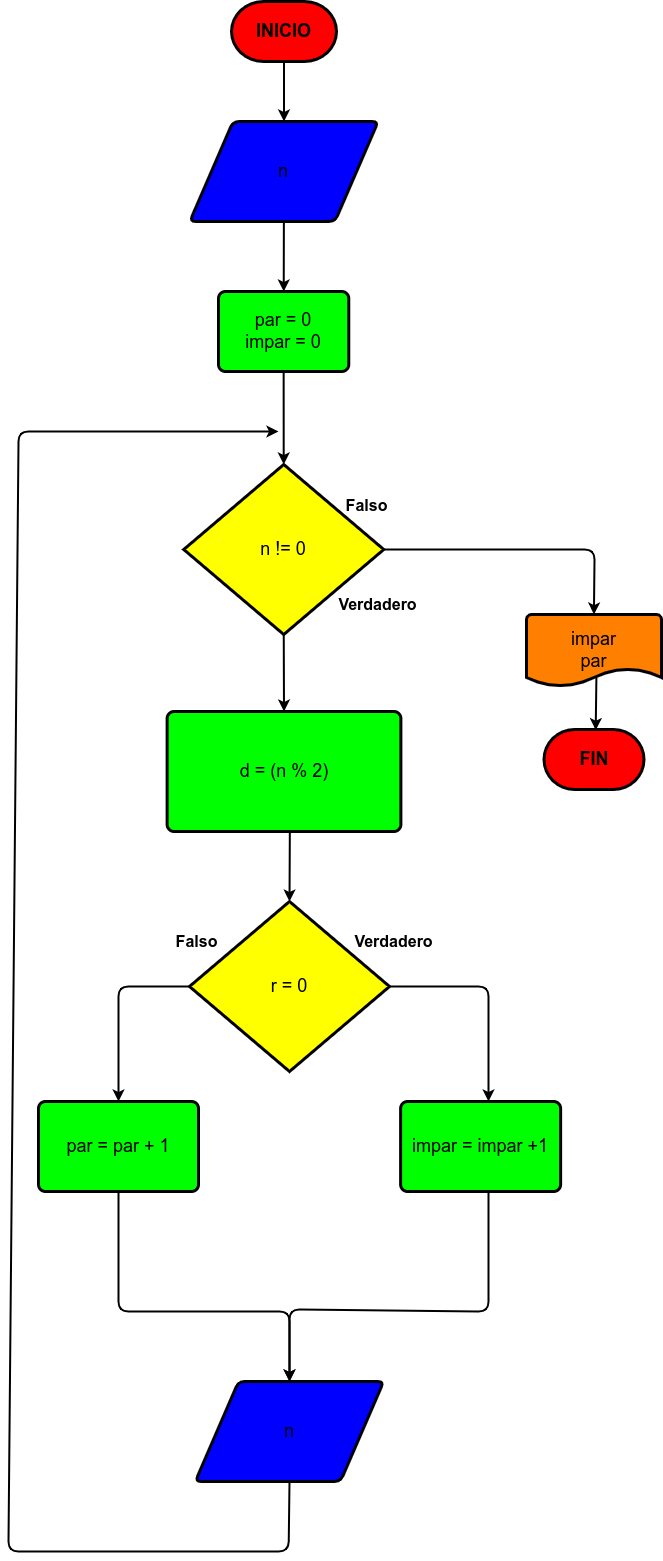 INICIO
n
par = 0
impar = 0
Falso
n != 0
Verdadero
impar
par
FIN
d = (n % 2)
Falso
Verdadero
r = 0
par = par + 1
impar = impar +1
n